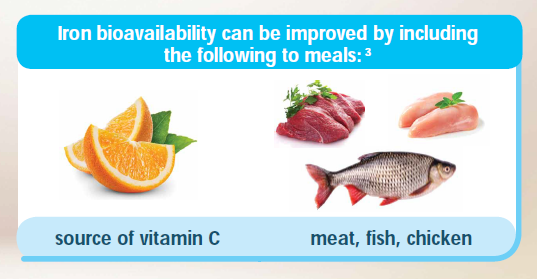 Iron bioavailability can be improved by including
the following to meals: 3
source of vitamin C
meat, fish, chicken